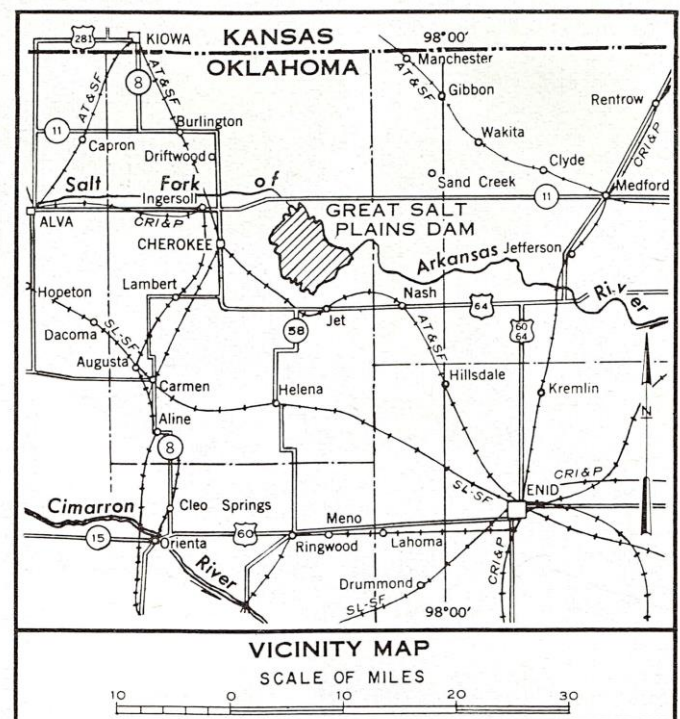 281
KIOWA
KANSAS
98°00'
OKLAHOMA
Manchester
AT&SF
8
AT&SF
AT&SF
Gibbon
Rentrow
11
Burlington
Capron
Wakita
CRI&P
Driftwood
Clyde
Salt Fork of
Sand Creek
Medford
Ingersoll
11
ALVA
CRI&P
GREAT SALT
PLAINS DAM
CHEROKEE
Arkansas River
Jefferson
Hopeton
Lambert
Nash
64
Jet
58
Dacoma
SL-SF
60
64
AT&SF
Augusta
Carmen
Hillsdale
Helena
Kremlin
N
Aline
8
CRI&P
SL-SF
ENID
Cimarron River
Cleo Springs
Meno
60
15
Orienta
Ringwood
Lahoma
CRI&P
Drummond
SL-SF
98°00'
VICINITY MAP
SCALE OF MILES
10 0 10 20 30